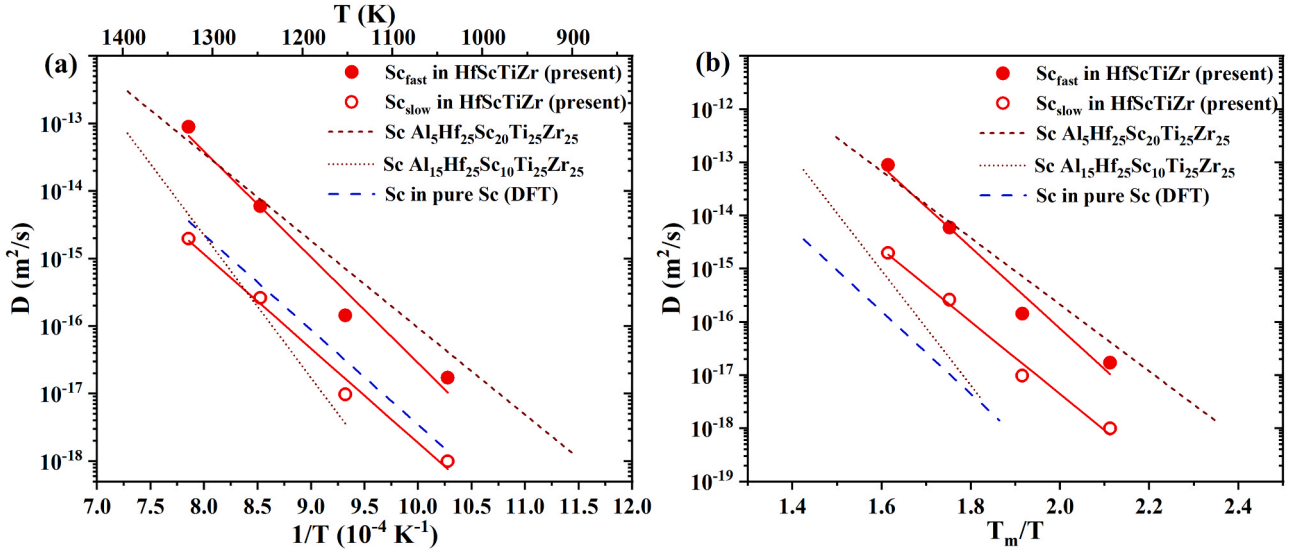 T (K)
1400 1300 1200 1100 1000 900
(a)
Sc_fast in HfScTiZr (present)
Sc_slow in HfScTiZr (present)
Sc Al₅Hf₂₅Sc₂₀Ti₂₅Zr₂₅
Sc Al₁₅Hf₂₅Sc₁₀Ti₂₅Zr₂₅
Sc in pure Sc (DFT)
D (m²/s)
10⁻¹³
10⁻¹⁴
10⁻¹⁵
10⁻¹⁶
10⁻¹⁷
10⁻¹⁸
7.0 7.5 8.0 8.5 9.0 9.5 10.0 10.5 11.0 11.5 12.0
1/T (10⁻⁴ K⁻¹)
(b)
Sc_fast in HfScTiZr (present)
Sc_slow in HfScTiZr (present)
Sc Al₅Hf₂₅Sc₂₀Ti₂₅Zr₂₅
Sc Al₁₅Hf₂₅Sc₁₀Ti₂₅Zr₂₅
Sc in pure Sc (DFT)
D (m²/s)
10⁻¹²
10⁻¹³
10⁻¹⁴
10⁻¹⁵
10⁻¹⁶
10⁻¹⁷
10⁻¹⁸
10⁻¹⁹
1.4 1.6 1.8 2.0 2.2 2.4
Tₘ/T